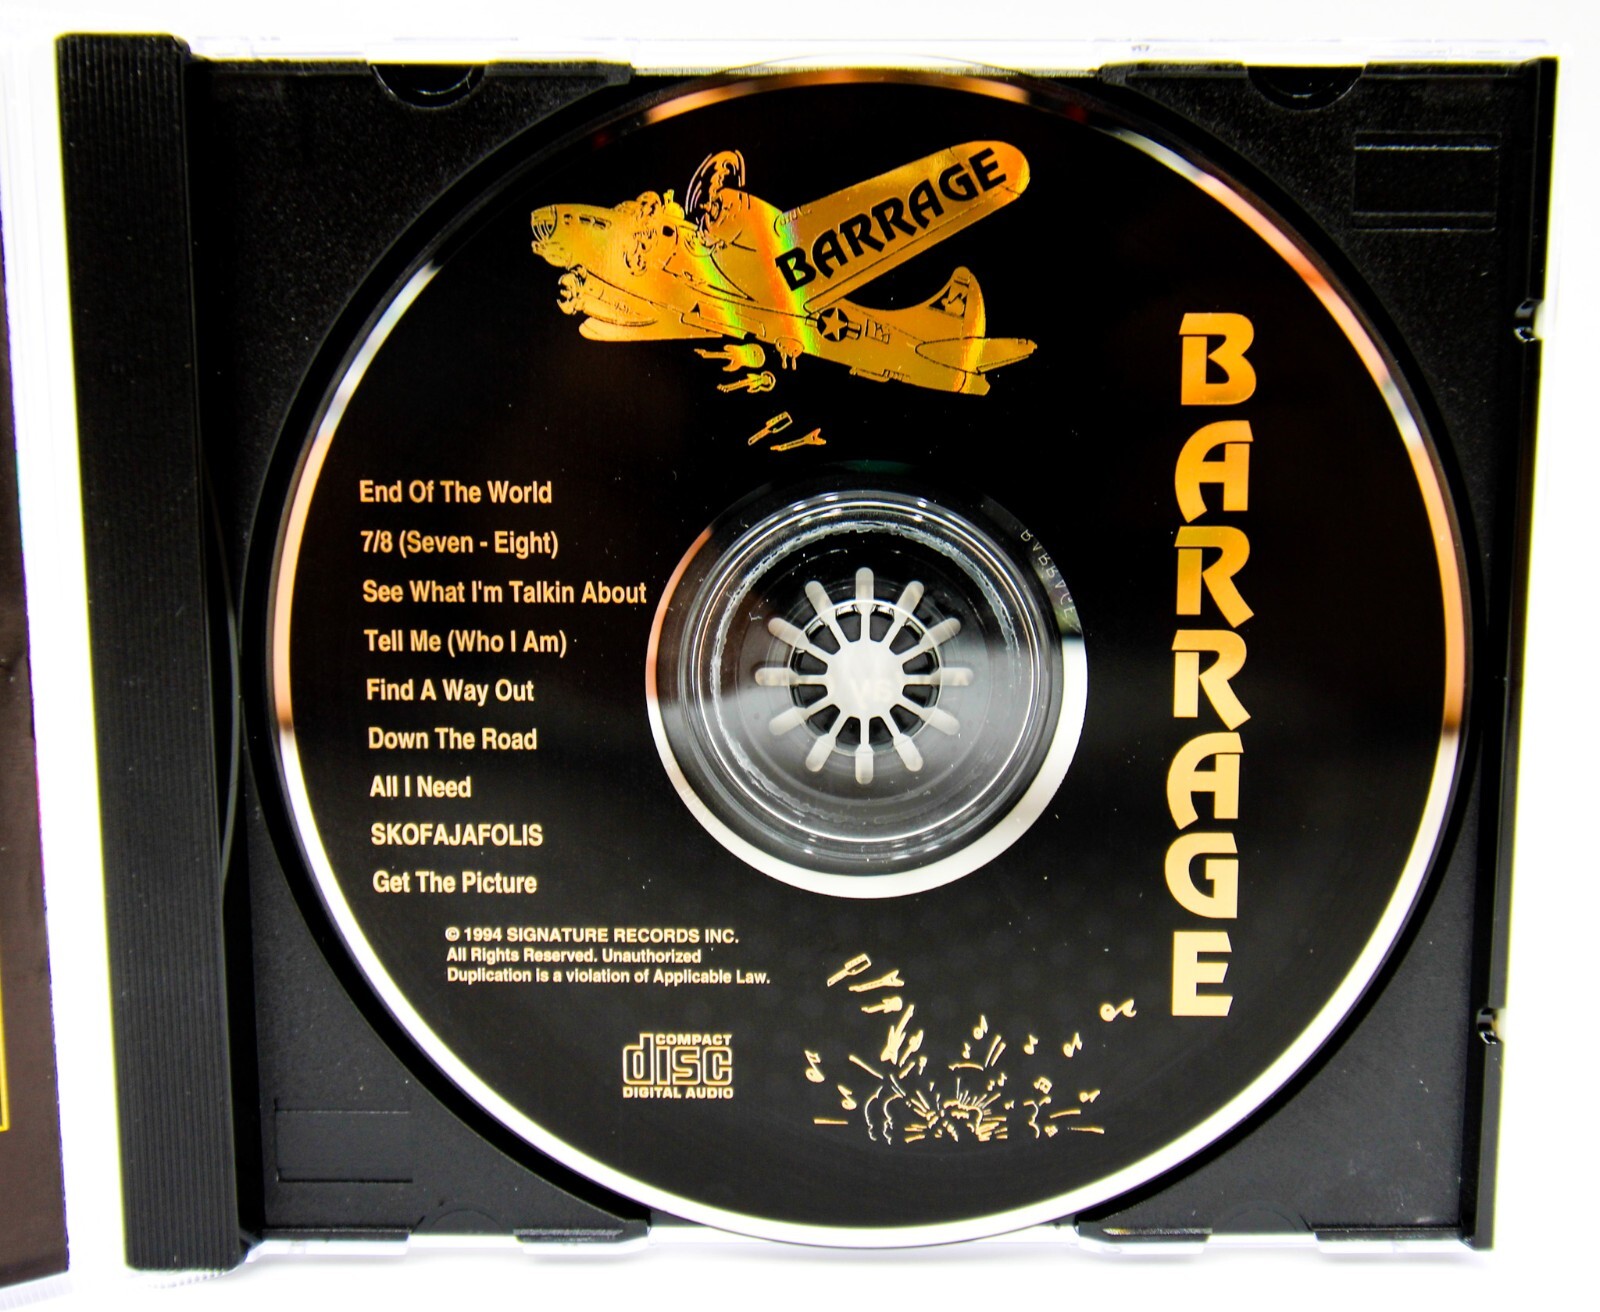 BARRAGE
BARRAGE
End Of The World
7/8 (Seven - Eight)
See What I'm Talkin About
Tell Me (Who I Am)
Find A Way Out
Down The Road
All I Need
SKOFAJAFOLIS
Get The Picture
© 1994 SIGNATURE RECORDS INC.
All Rights Reserved. Unauthorized
Duplication is a violation of Applicable Law.
COMPACT
disc
DIGITAL AUDIO
BARRAGE